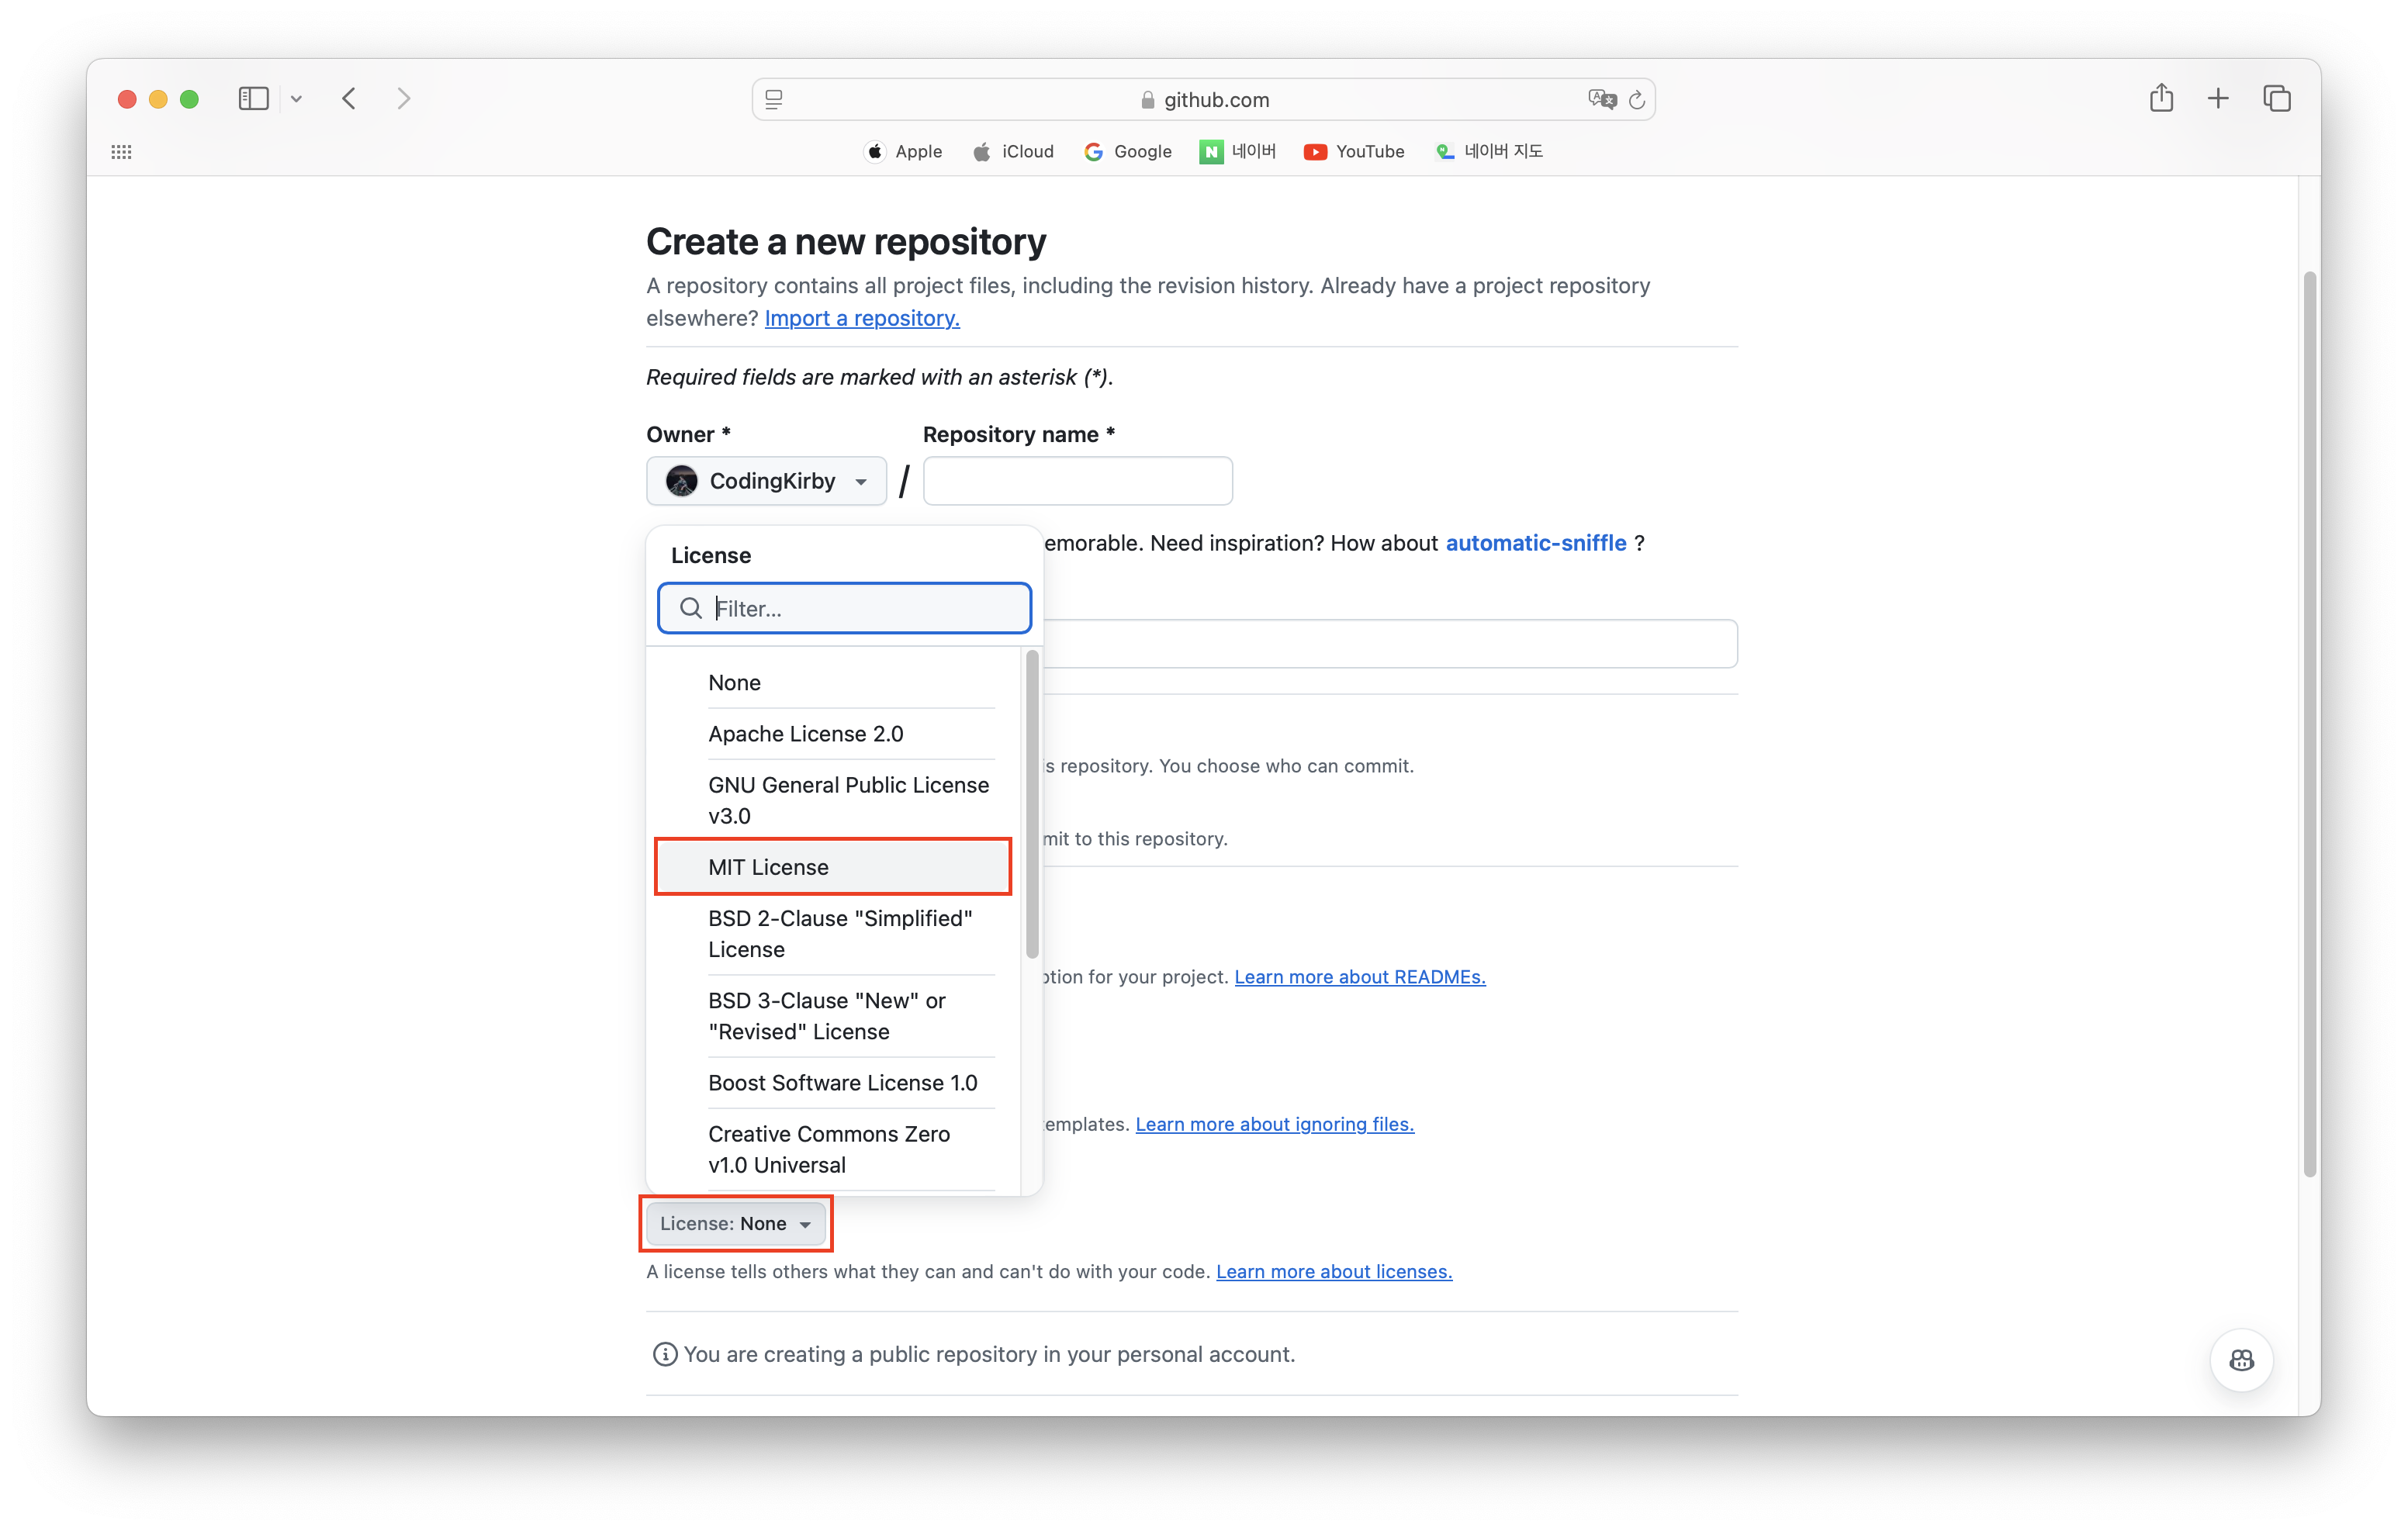 github.com
Apple
iCloud
Google
네이버
YouTube
네이버 지도
Create a new repository
A repository contains all project files, including the revision history. Already have a project repository
elsewhere? Import a repository.
Required fields are marked with an asterisk (*).
Owner *
Repository name *
CodingKirby
/
emorable. Need inspiration? How about automatic-sniffle ?
License
Filter...
None
Apache License 2.0
GNU General Public License
v3.0
MIT License
BSD 2-Clause "Simplified"
License
BSD 3-Clause "New" or
"Revised" License
Boost Software License 1.0
Creative Commons Zero
v1.0 Universal
s repository. You choose who can commit.
mit to this repository.
tion for your project. Learn more about READMEs.
emplates. Learn more about ignoring files.
License: None
A license tells others what they can and can't do with your code. Learn more about licenses.
You are creating a public repository in your personal account.